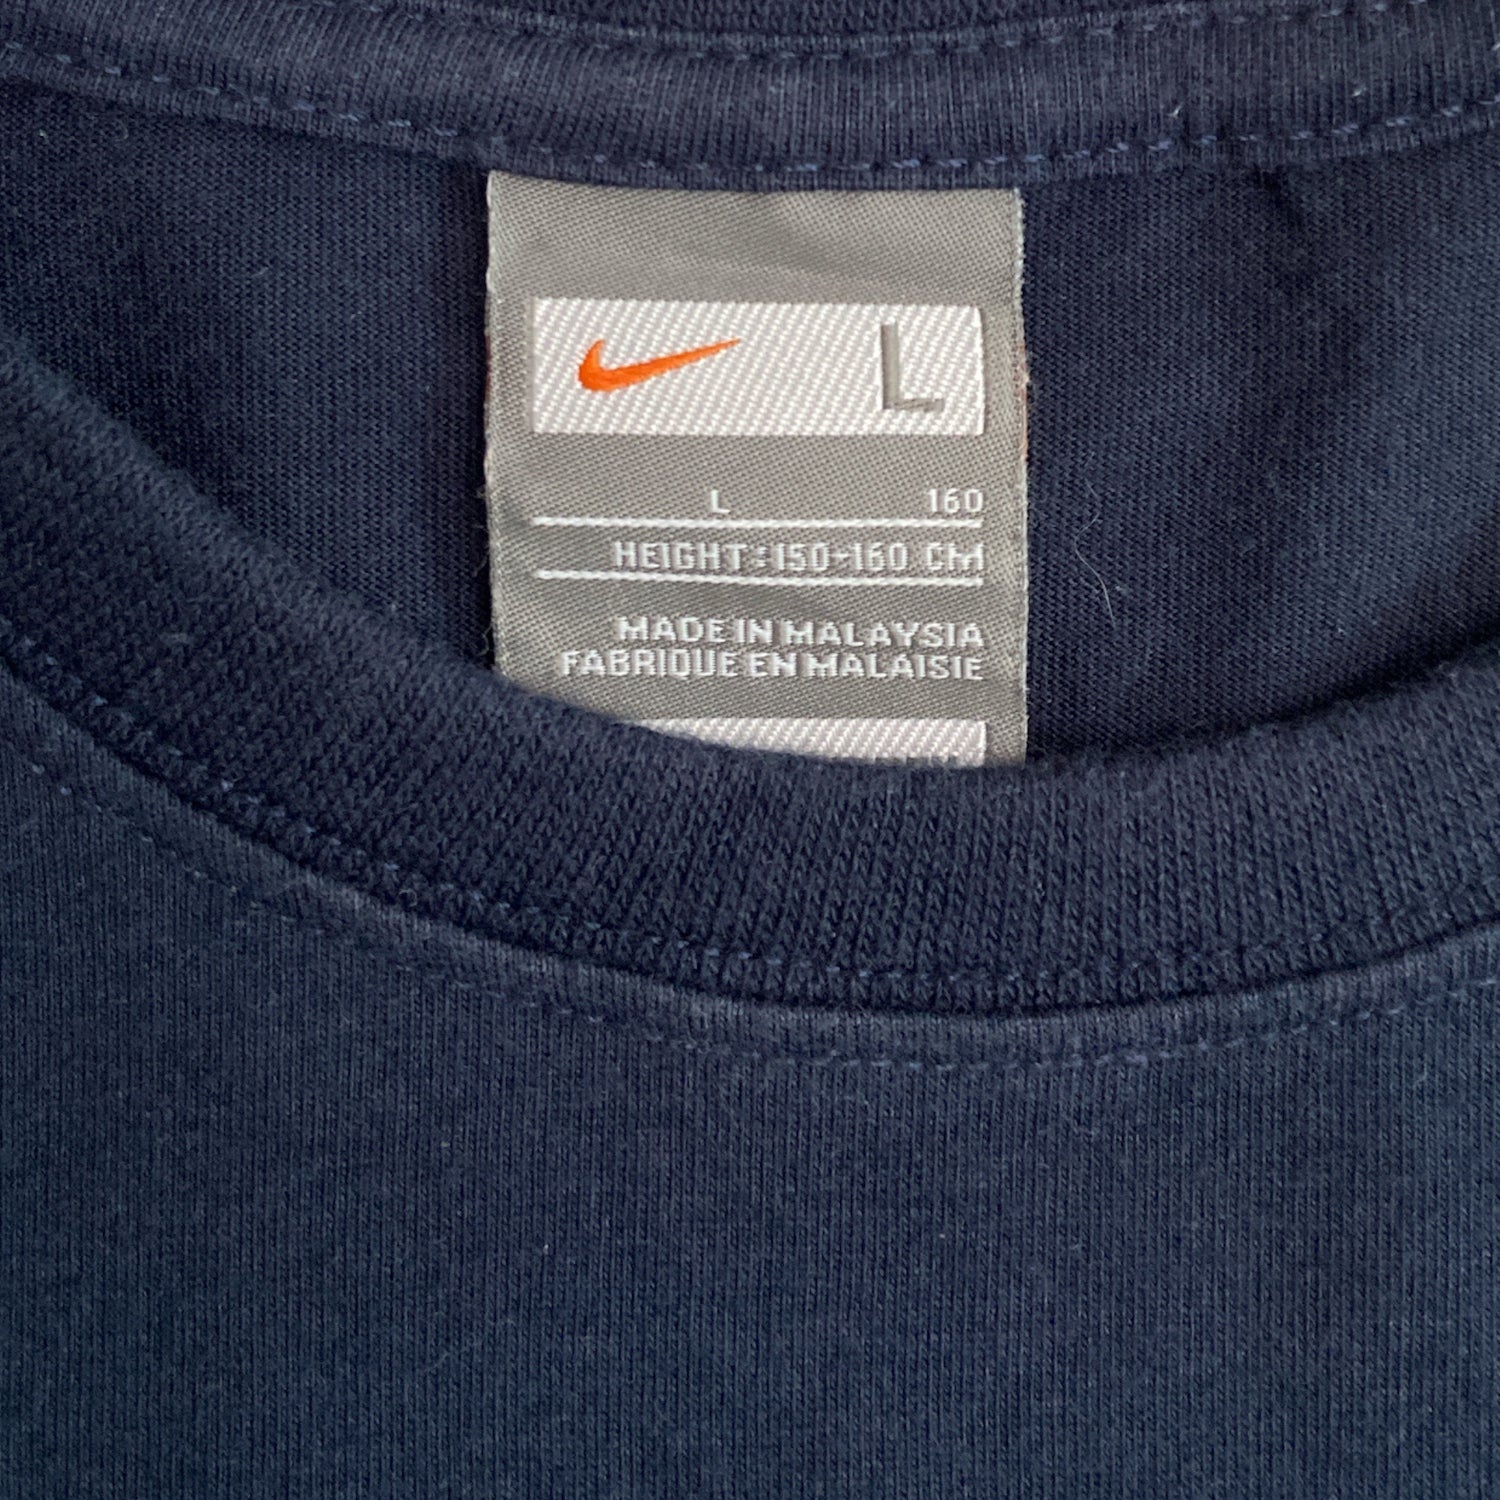 L
L 160
HEIGHT:150-160 CM
MADE IN MALAYSIA
FABRIQUE EN MALAISIE